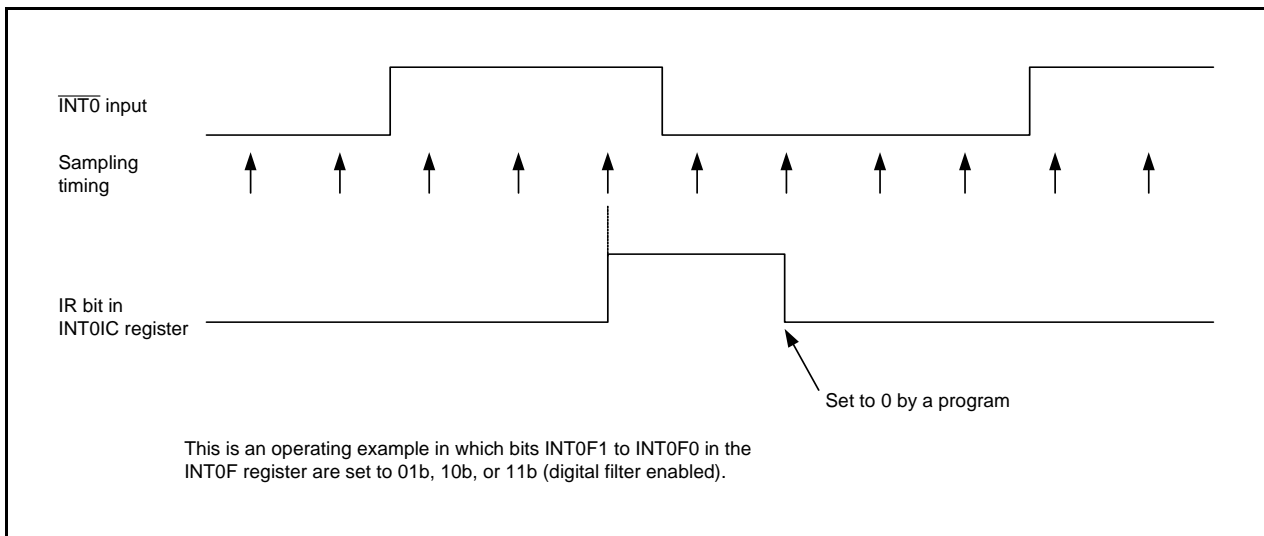 INT0 input
Sampling
timing
IR bit in
INT0IC register
Set to 0 by a program
This is an operating example in which bits INT0F1 to INT0F0 in the
INT0F register are set to 01b, 10b, or 11b (digital filter enabled).